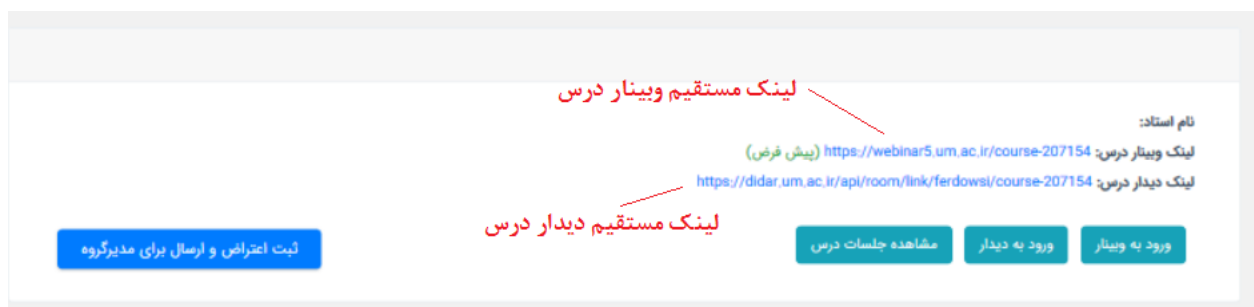 لینک مستقیم وبینار درس
نام استاد:
لینک وبینار درس: https://webinar5.um.ac.ir/course-207154 (پیش فرض)
لینک دیدار درس: https://didar.um.ac.ir/api/room/link/ferdowsi/course-207154
لینک مستقیم دیدار درس
ورود به وبینار
ورود به دیدار
مشاهده جلسات درس
ثبت اعتراض و ارسال برای مدیرگروه